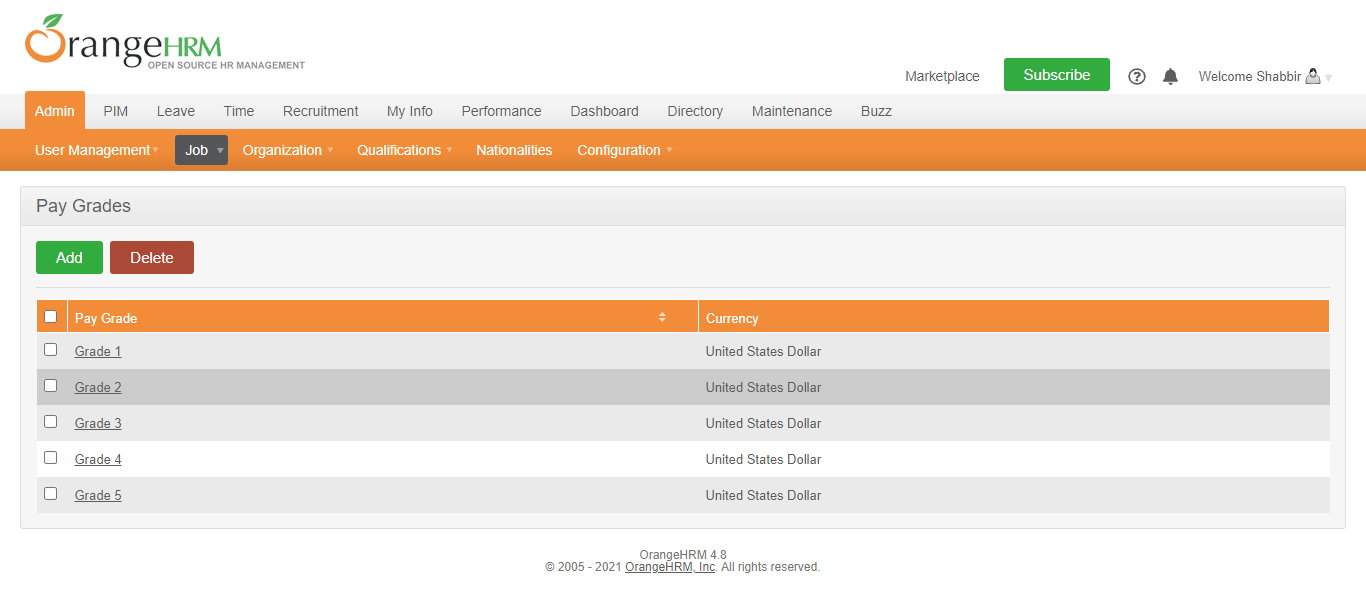 OrangeHRM
OPEN SOURCE HR MANAGEMENT
Marketplace Subscribe ? Welcome Shabbir
Admin PIM Leave Time Recruitment My Info Performance Dashboard Directory Maintenance Buzz
User Management Job Organization Qualifications Nationalities Configuration
Pay Grades
Add Delete
Pay Grade Currency
Grade 1 United States Dollar
Grade 2 United States Dollar
Grade 3 United States Dollar
Grade 4 United States Dollar
Grade 5 United States Dollar
OrangeHRM 4.8
© 2005 - 2021 OrangeHRM, Inc. All rights reserved.